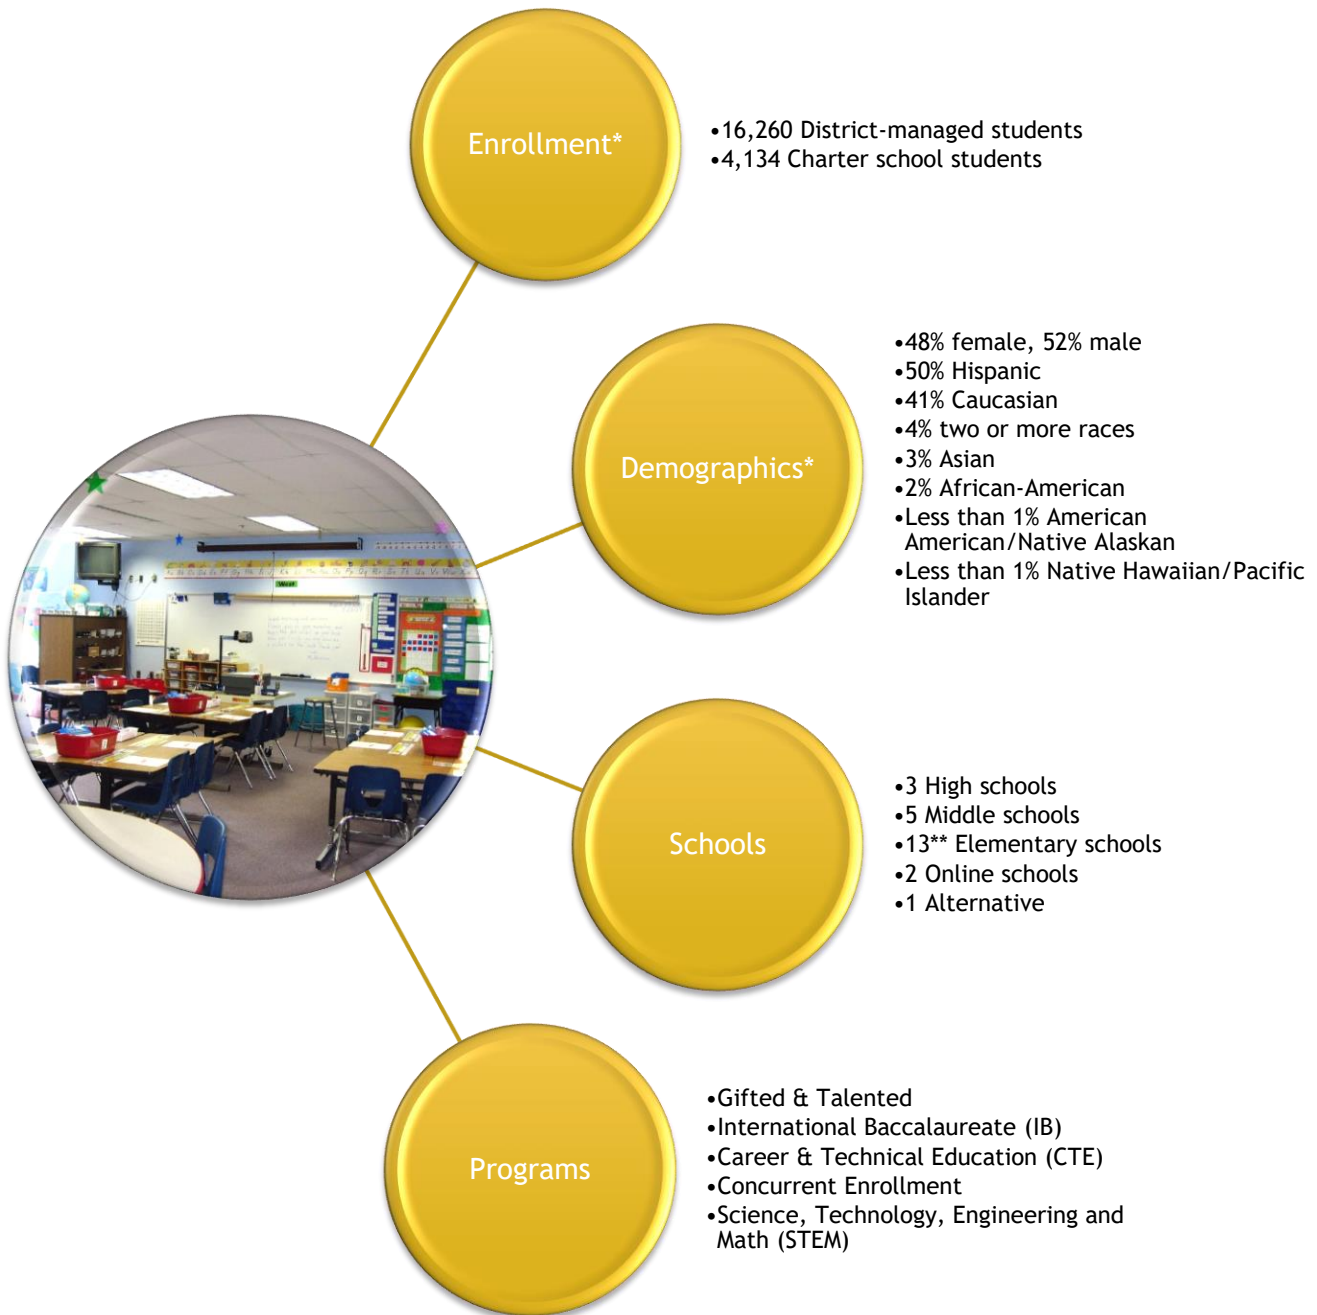 Enrollment*
•16,260 District-managed students
•4,134 Charter school students
Demographics*
•48% female, 52% male
•50% Hispanic
•41% Caucasian
•4% two or more races
•3% Asian
•2% African-American
•Less than 1% American
American/Native Alaskan
•Less than 1% Native Hawaiian/Pacific
Islander
Schools
•3 High schools
•5 Middle schools
•13** Elementary schools
•2 Online schools
•1 Alternative
Programs
•Gifted & Talented
•International Baccalaureate (IB)
•Career & Technical Education (CTE)
•Concurrent Enrollment
•Science, Technology, Engineering and
Math (STEM)